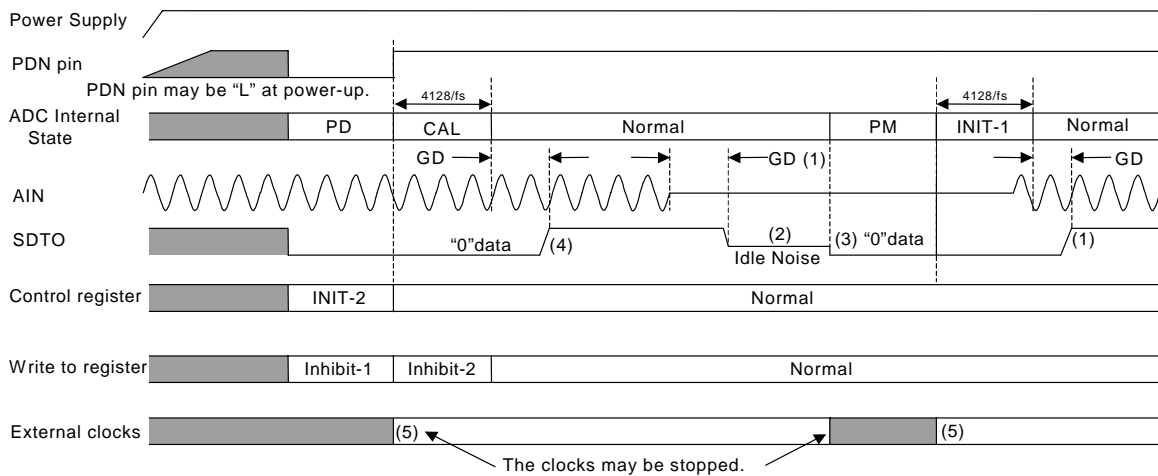 Power Supply
PDN pin
PDN pin may be “L” at power-up.
4128/fs
4128/fs
ADC Internal
State
PD
CAL
Normal
PM
INIT-1
Normal
GD
GD (1)
GD
AIN
SDTO
“0”data
(4)
(2)
Idle Noise
(3) “0”data
(1)
Control register
INIT-2
Normal
Write to register
Inhibit-1
Inhibit-2
Normal
External clocks
(5)
(5)
The clocks may be stopped.